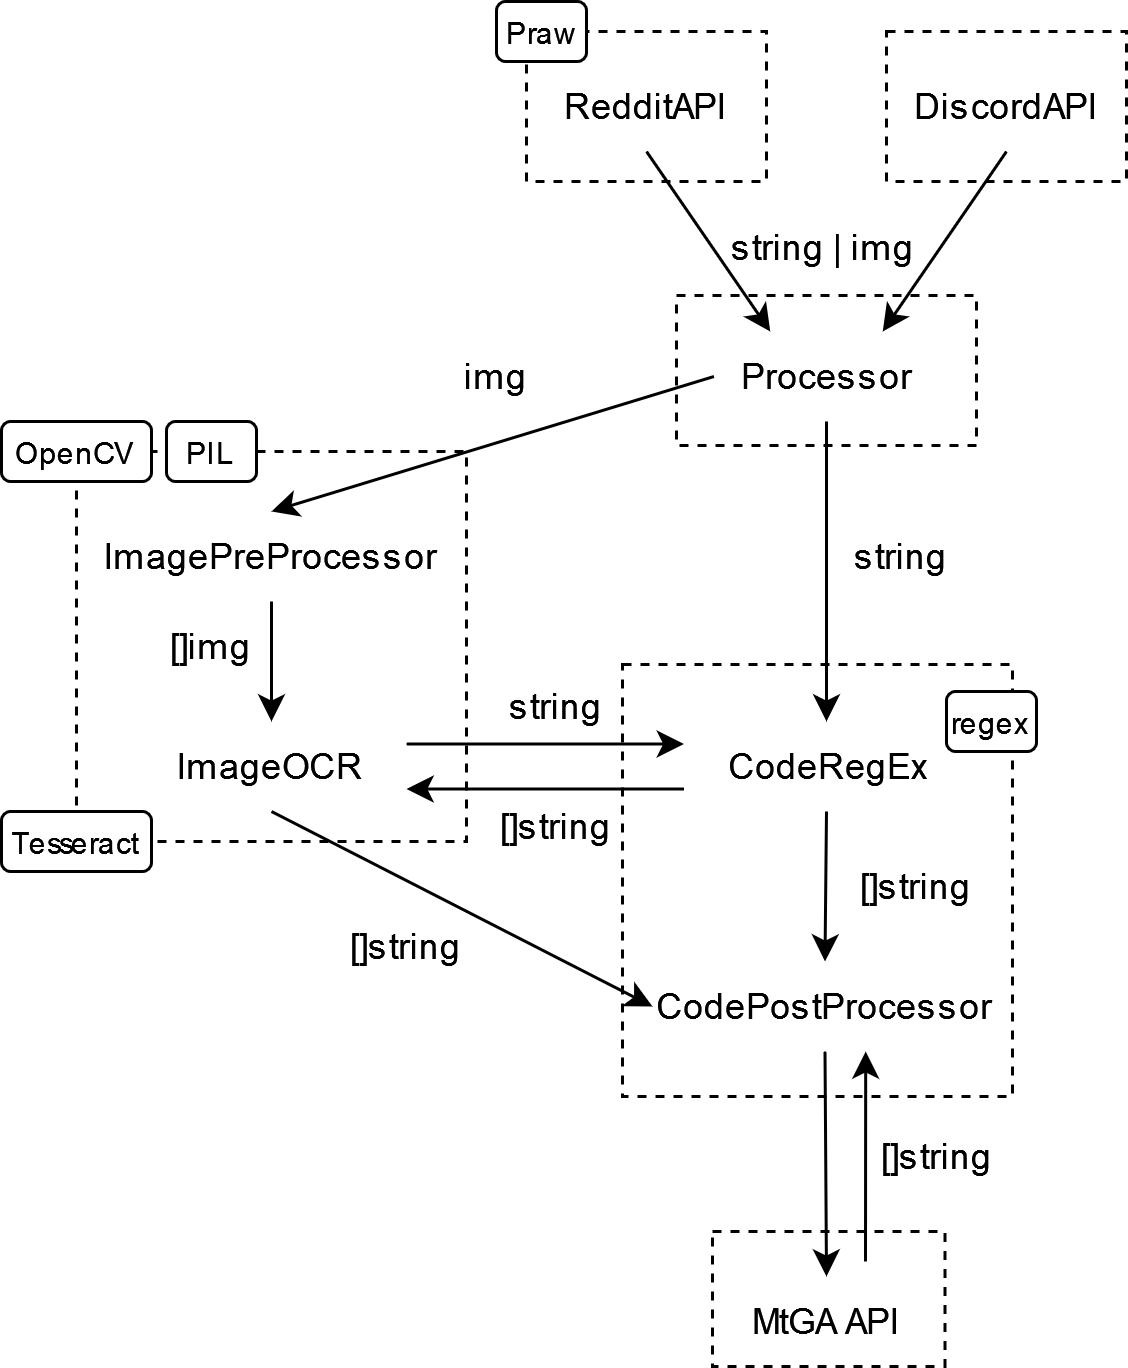 Praw
RedditAPI
DiscordAPI
string | img
img
Processor
OpenCV
PIL
ImagePreProcessor
string
[]img
string
regex
ImageOCR
CodeRegEx
[]string
Tesseract
[]string
[]string
CodePostProcessor
[]string
MtGA API